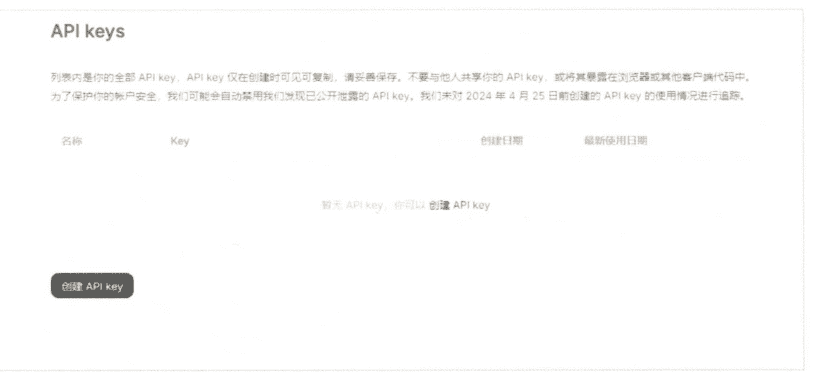 API keys
列表内是你的全部 API key，API key 仅在创建时可见可复制，请妥善保存。不要与他人共享你的 API key，或将其暴露在浏览器或其他客户端代码中。
为了保护你的帐户安全，我们可能会自动禁用我们发现已公开泄露的 API key。我们未对 2024 年 4 月 25 日前创建的 API key 的使用情况进行追踪。
名称 Key 创建日期 最新使用日期
暂无 API key，你可以 创建 API key
创建 API key